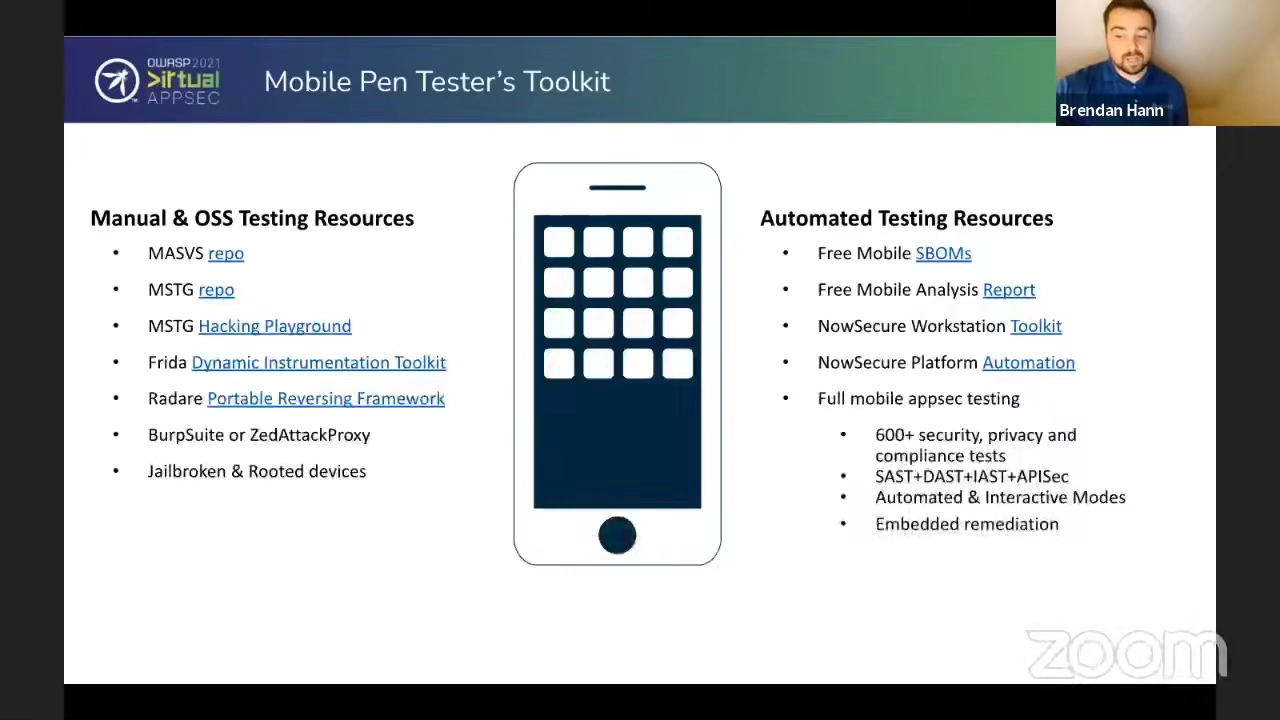 OWASP 2021
Virtual
APPSEC
Mobile Pen Tester's Toolkit
Brendan Hann
Manual & OSS Testing Resources
• MASVS repo
• MSTG repo
• MSTG Hacking Playground
• Frida Dynamic Instrumentation Toolkit
• Radare Portable Reversing Framework
• BurpSuite or ZedAttackProxy
• Jailbroken & Rooted devices
Automated Testing Resources
• Free Mobile SBOMs
• Free Mobile Analysis Report
• NowSecure Workstation Toolkit
• NowSecure Platform Automation
• Full mobile appsec testing
• 600+ security, privacy and
compliance tests
• SAST+DAST+IAST+APISec
• Automated & Interactive Modes
• Embedded remediation
zoom